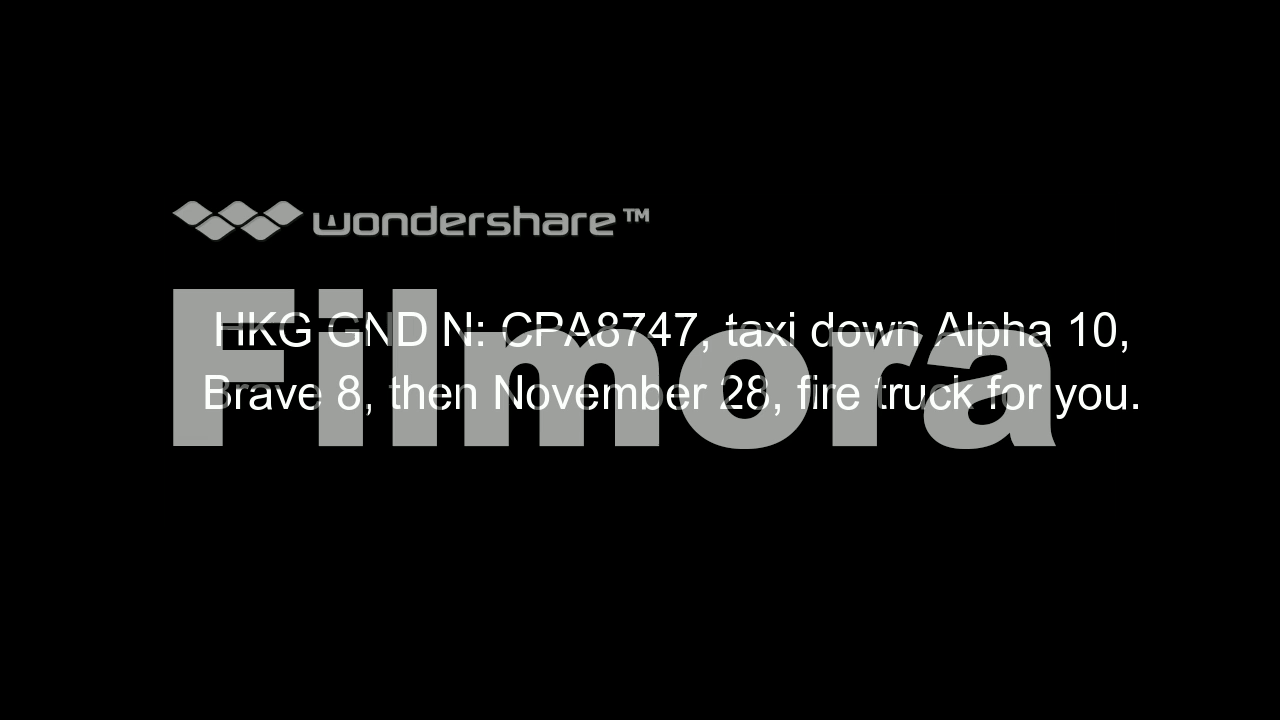 wondershare™
Filmora
HKG GND N: CPA8747, taxi down Alpha 10,
Brave 8, then November 28, fire truck for you.